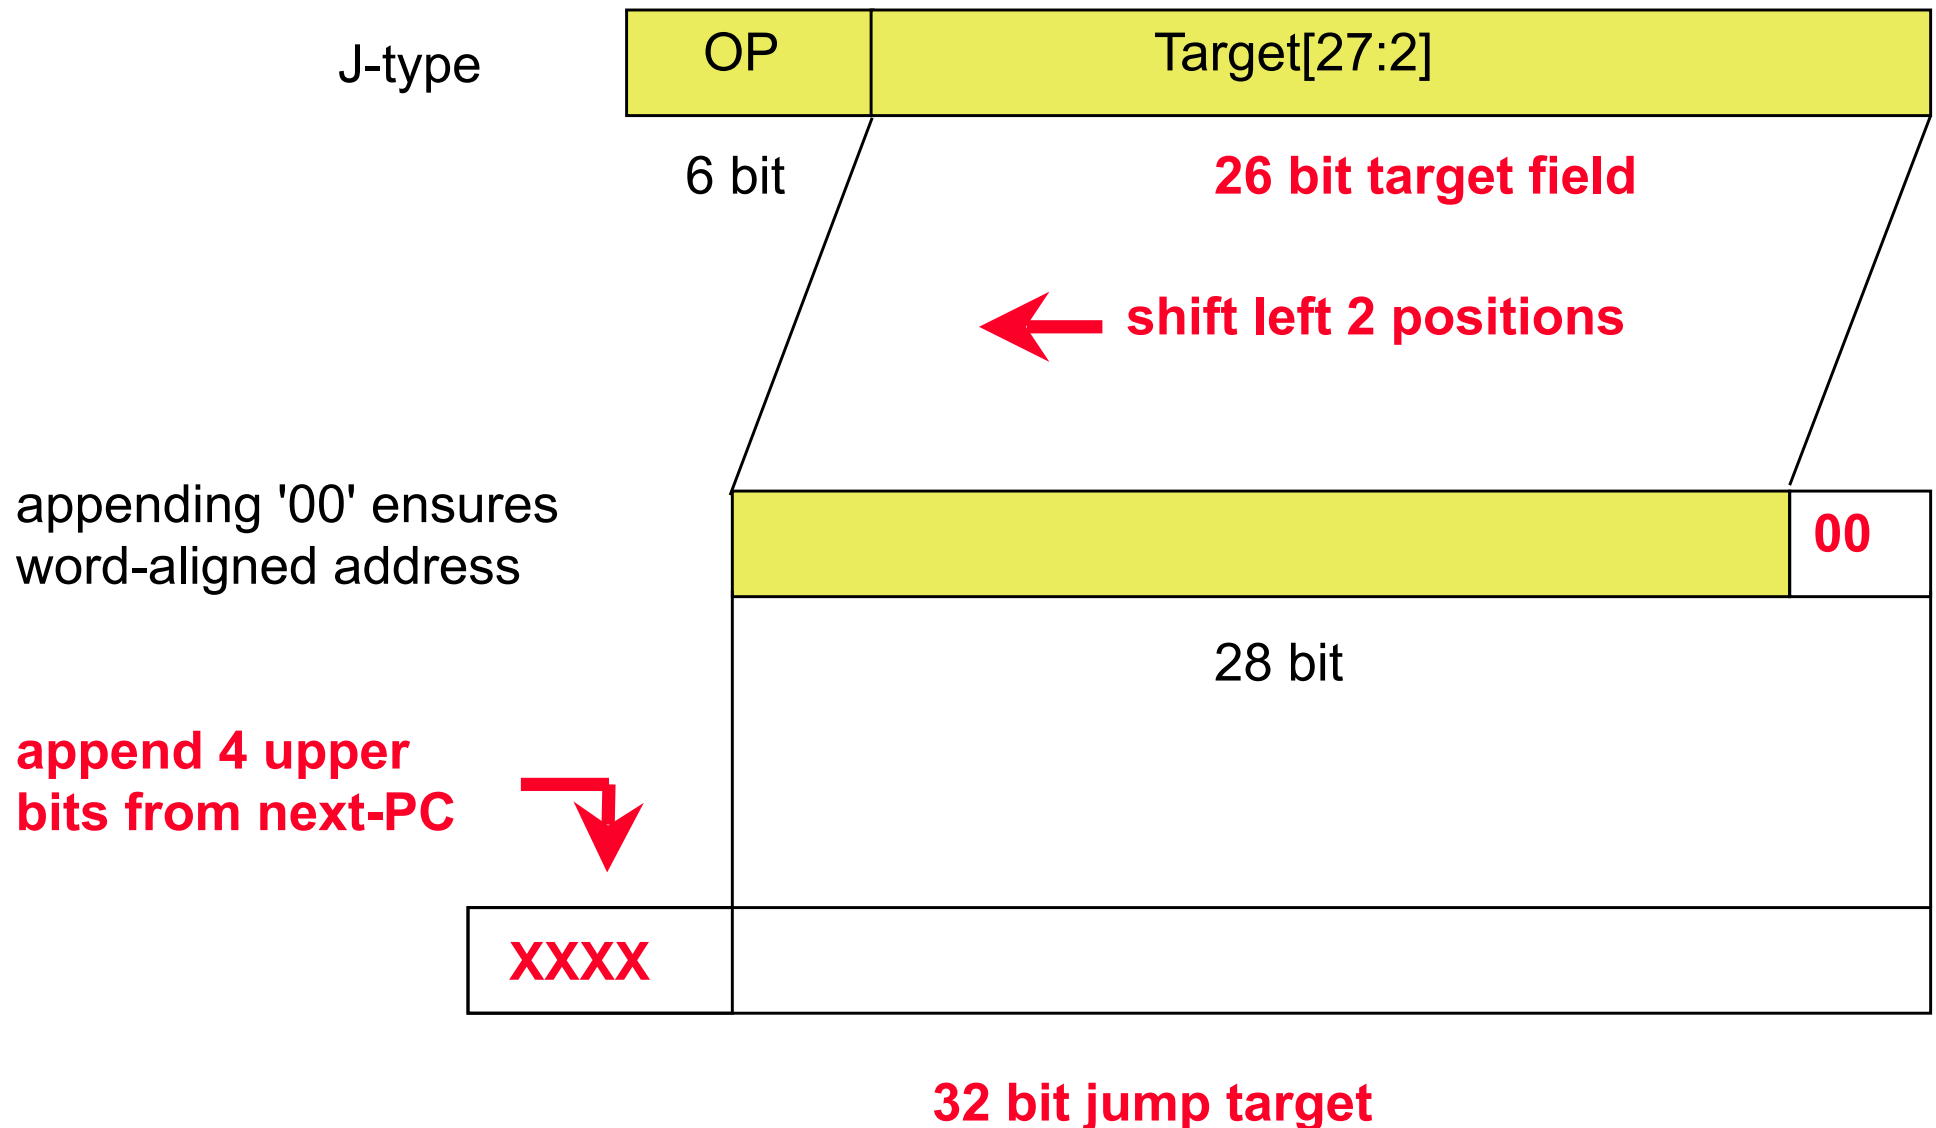 J-type
OP
Target[27:2]
6 bit
26 bit target field
shift left 2 positions
appending '00' ensures
word-aligned address
00
28 bit
append 4 upper
bits from next-PC
XXXX
32 bit jump target